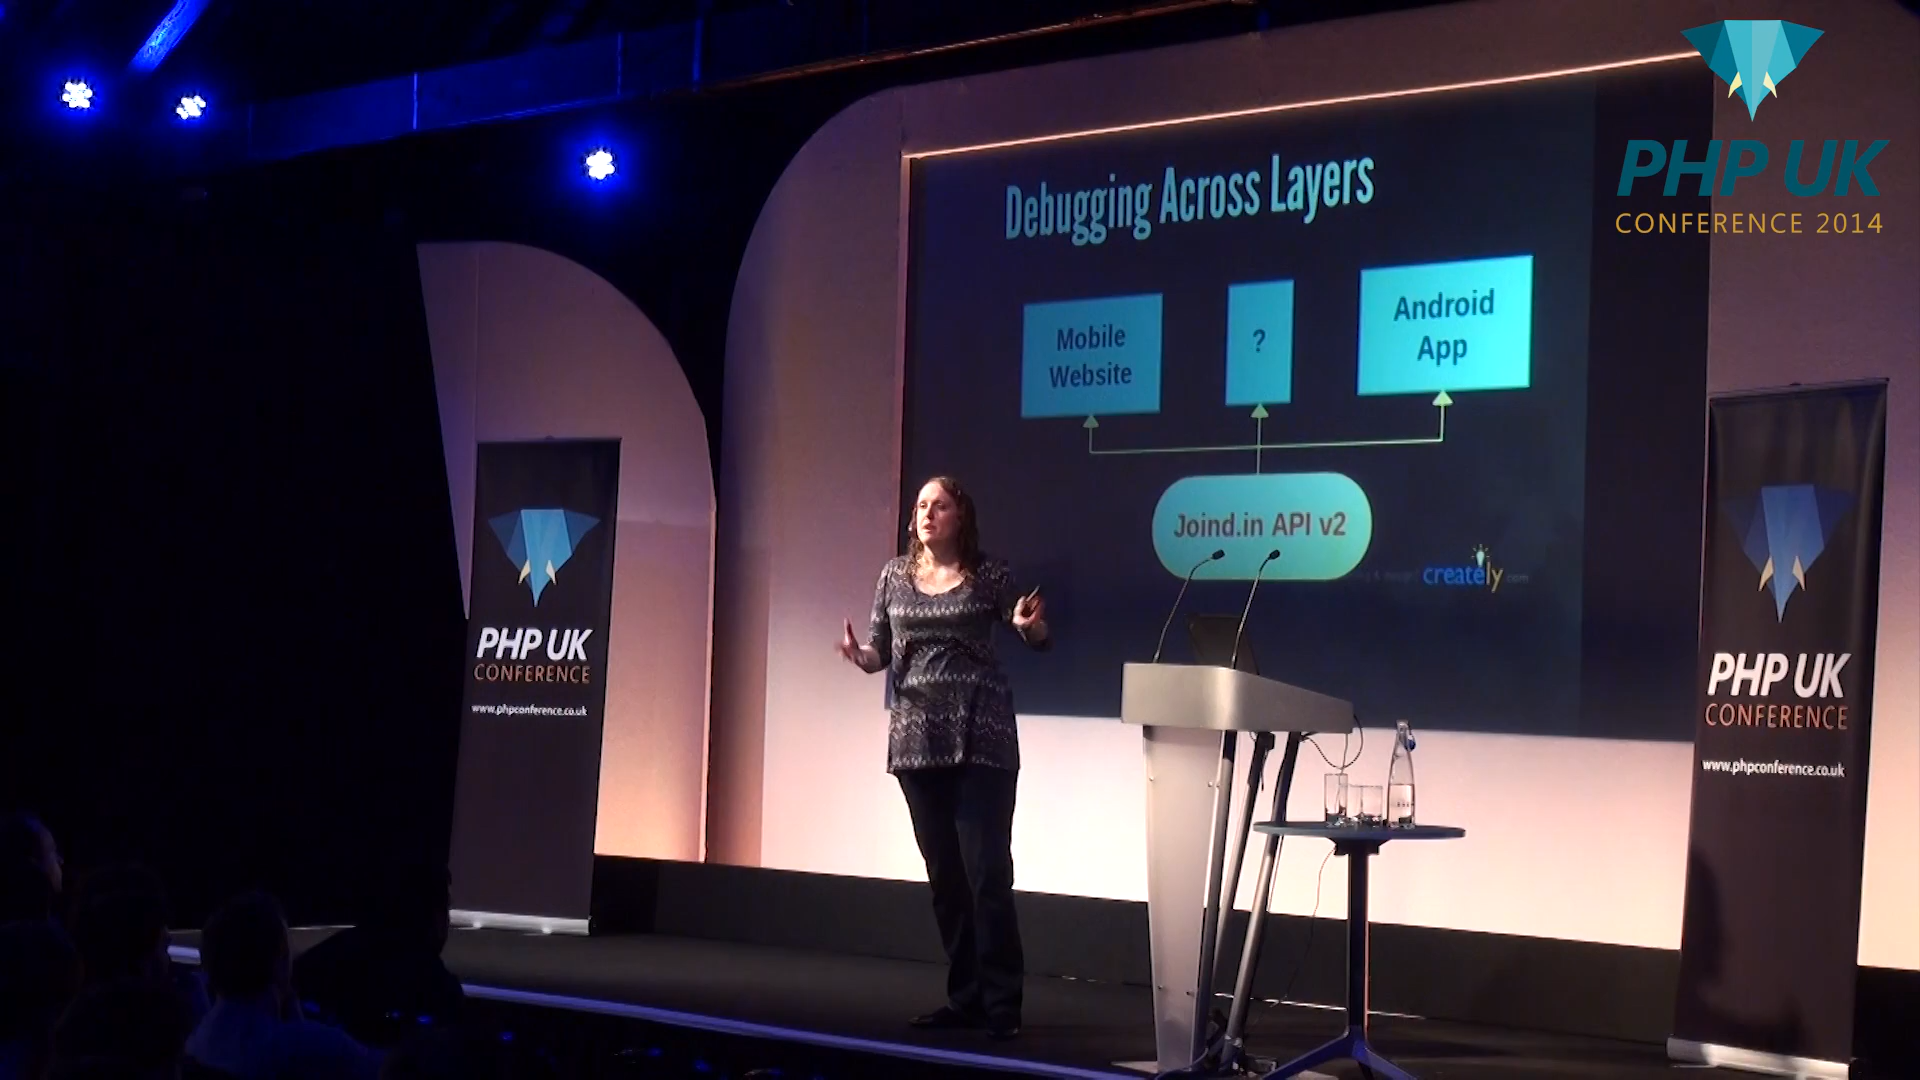 PHP UK
CONFERENCE 2014
Debugging Across Layers
Mobile
Website
?
Android
App
Joind.in API v2
creately.com
PHP UK
CONFERENCE
www.phpconference.co.uk
PHP UK
CONFERENCE
www.phpconference.co.uk